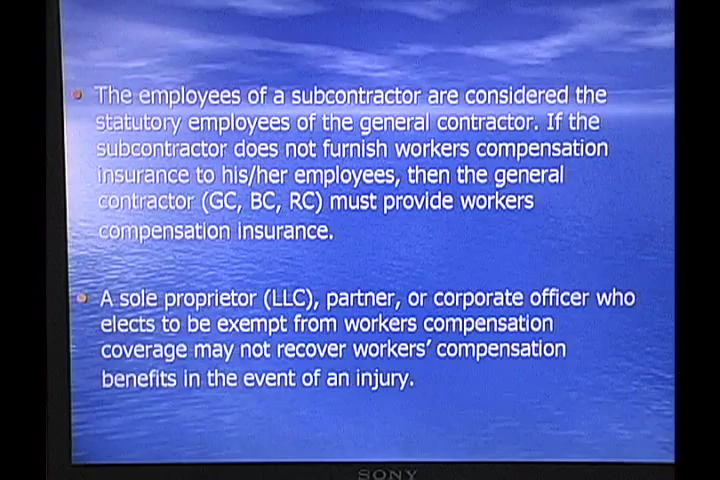 The employees of a subcontractor are considered the
statutory employees of the general contractor. If the
subcontractor does not furnish workers compensation
insurance to his/her employees, then the general
contractor (GC, BC, RC) must provide workers
compensation insurance.
A sole proprietor (LLC), partner, or corporate officer who
elects to be exempt from workers compensation
coverage may not recover workers' compensation
benefits in the event of an injury.
SONY